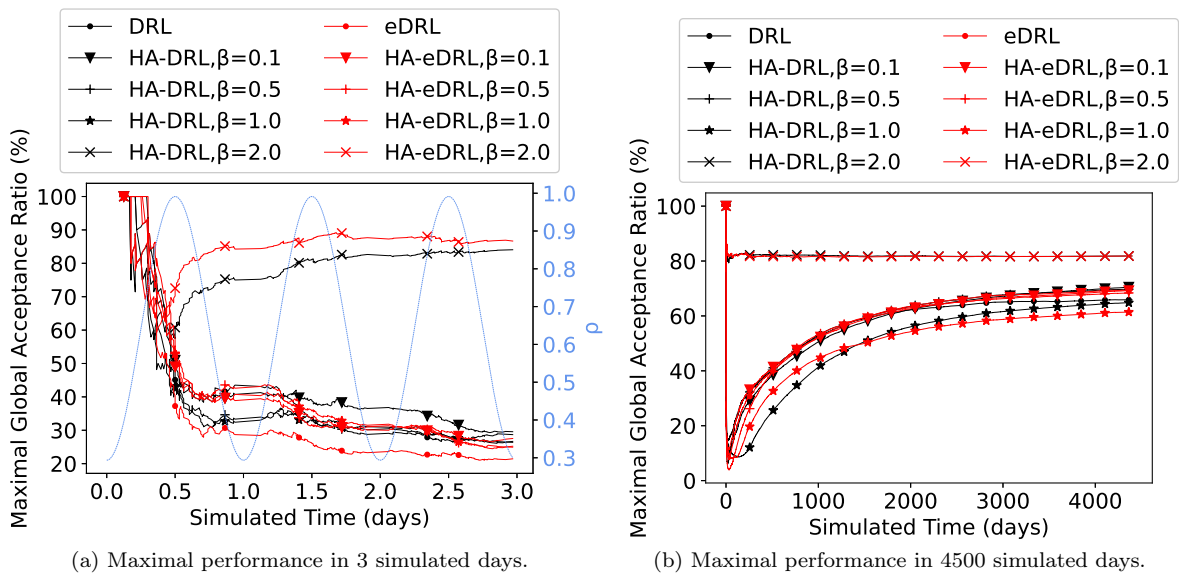 DRL
HA-DRL,β=0.1
HA-DRL,β=0.5
HA-DRL,β=1.0
HA-DRL,β=2.0
eDRL
HA-eDRL,β=0.1
HA-eDRL,β=0.5
HA-eDRL,β=1.0
HA-eDRL,β=2.0
Maximal Global Acceptance Ratio (%)
100
90
80
70
60
50
40
30
20
1.0
0.9
0.8
0.7
0.6
0.5
0.4
0.3
ρ
0.0 0.5 1.0 1.5 2.0 2.5 3.0
Simulated Time (days)
(a) Maximal performance in 3 simulated days.
DRL
HA-DRL,β=0.1
HA-DRL,β=0.5
HA-DRL,β=1.0
HA-DRL,β=2.0
eDRL
HA-eDRL,β=0.1
HA-eDRL,β=0.5
HA-eDRL,β=1.0
HA-eDRL,β=2.0
Maximal Global Acceptance Ratio (%)
100
80
60
40
20
0
0 1000 2000 3000 4000
Simulated Time (days)
(b) Maximal performance in 4500 simulated days.